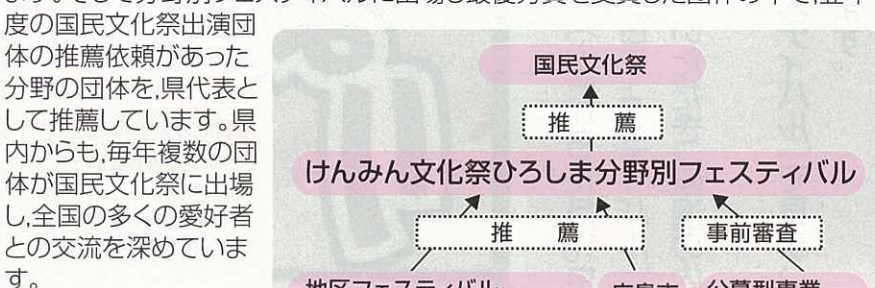 度の国民文化祭出演団
体の推薦依頼があった
分野の団体を,県代表と
して推薦しています。県
内からも,毎年複数の団
体が国民文化祭に出場
し,全国の多くの愛好者
との交流を深めていま
す。
国民文化祭
推 薦
けんみん文化祭ひろしま分野別フェスティバル
推 薦
事前審査
地区フェスティバル
公募型事業